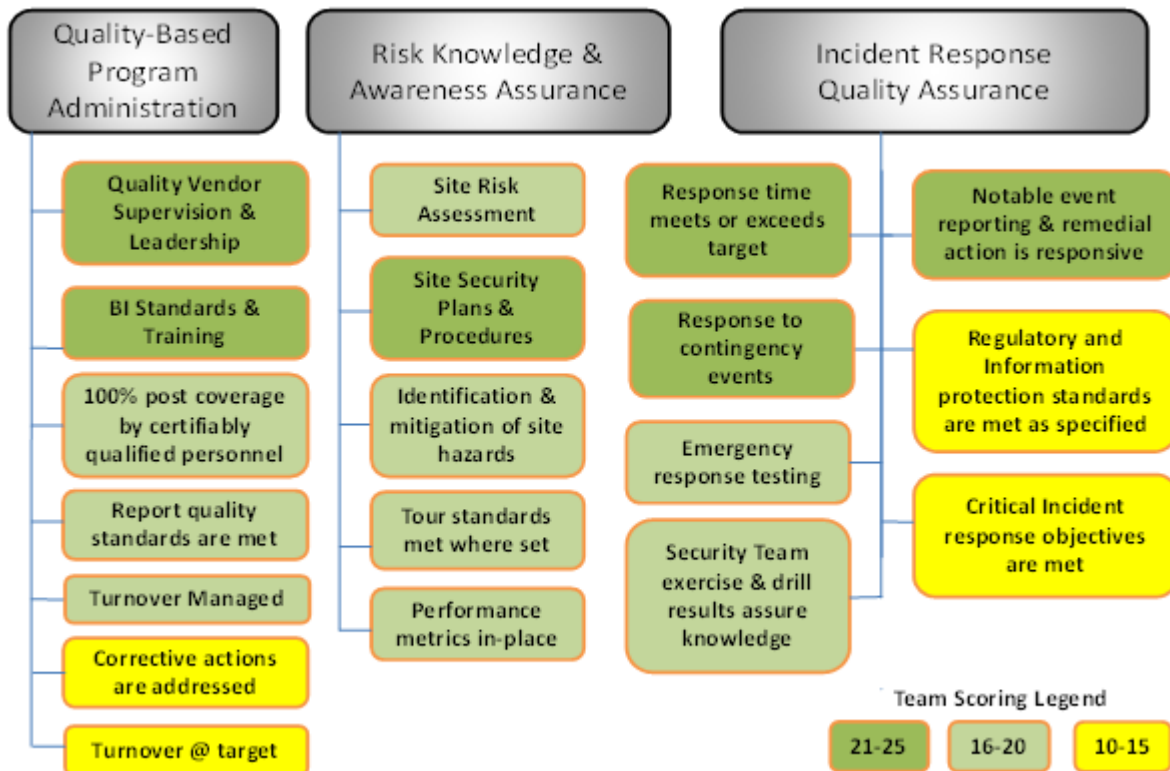 Quality-Based
Program
Administration
Quality Vendor
Supervision &
Leadership
BI Standards &
Training
100% post coverage
by certifiably
qualified personnel
Report quality
standards are met
Turnover Managed
Corrective actions
are addressed
Turnover @ target
Risk Knowledge &
Awareness Assurance
Site Risk
Assessment
Site Security
Plans &
Procedures
Identification &
mitigation of site
hazards
Tour standards
met where set
Performance
metrics in-place
Incident Response
Quality Assurance
Response time
meets or exceeds
target
Response to
contingency
events
Emergency
response testing
Security Team
exercise & drill
results assure
knowledge
Notable event
reporting & remedial
action is responsive
Regulatory and
Information
protection standards
are met as specified
Critical Incident
response objectives
are met
Team Scoring Legend
21-25
16-20
10-15